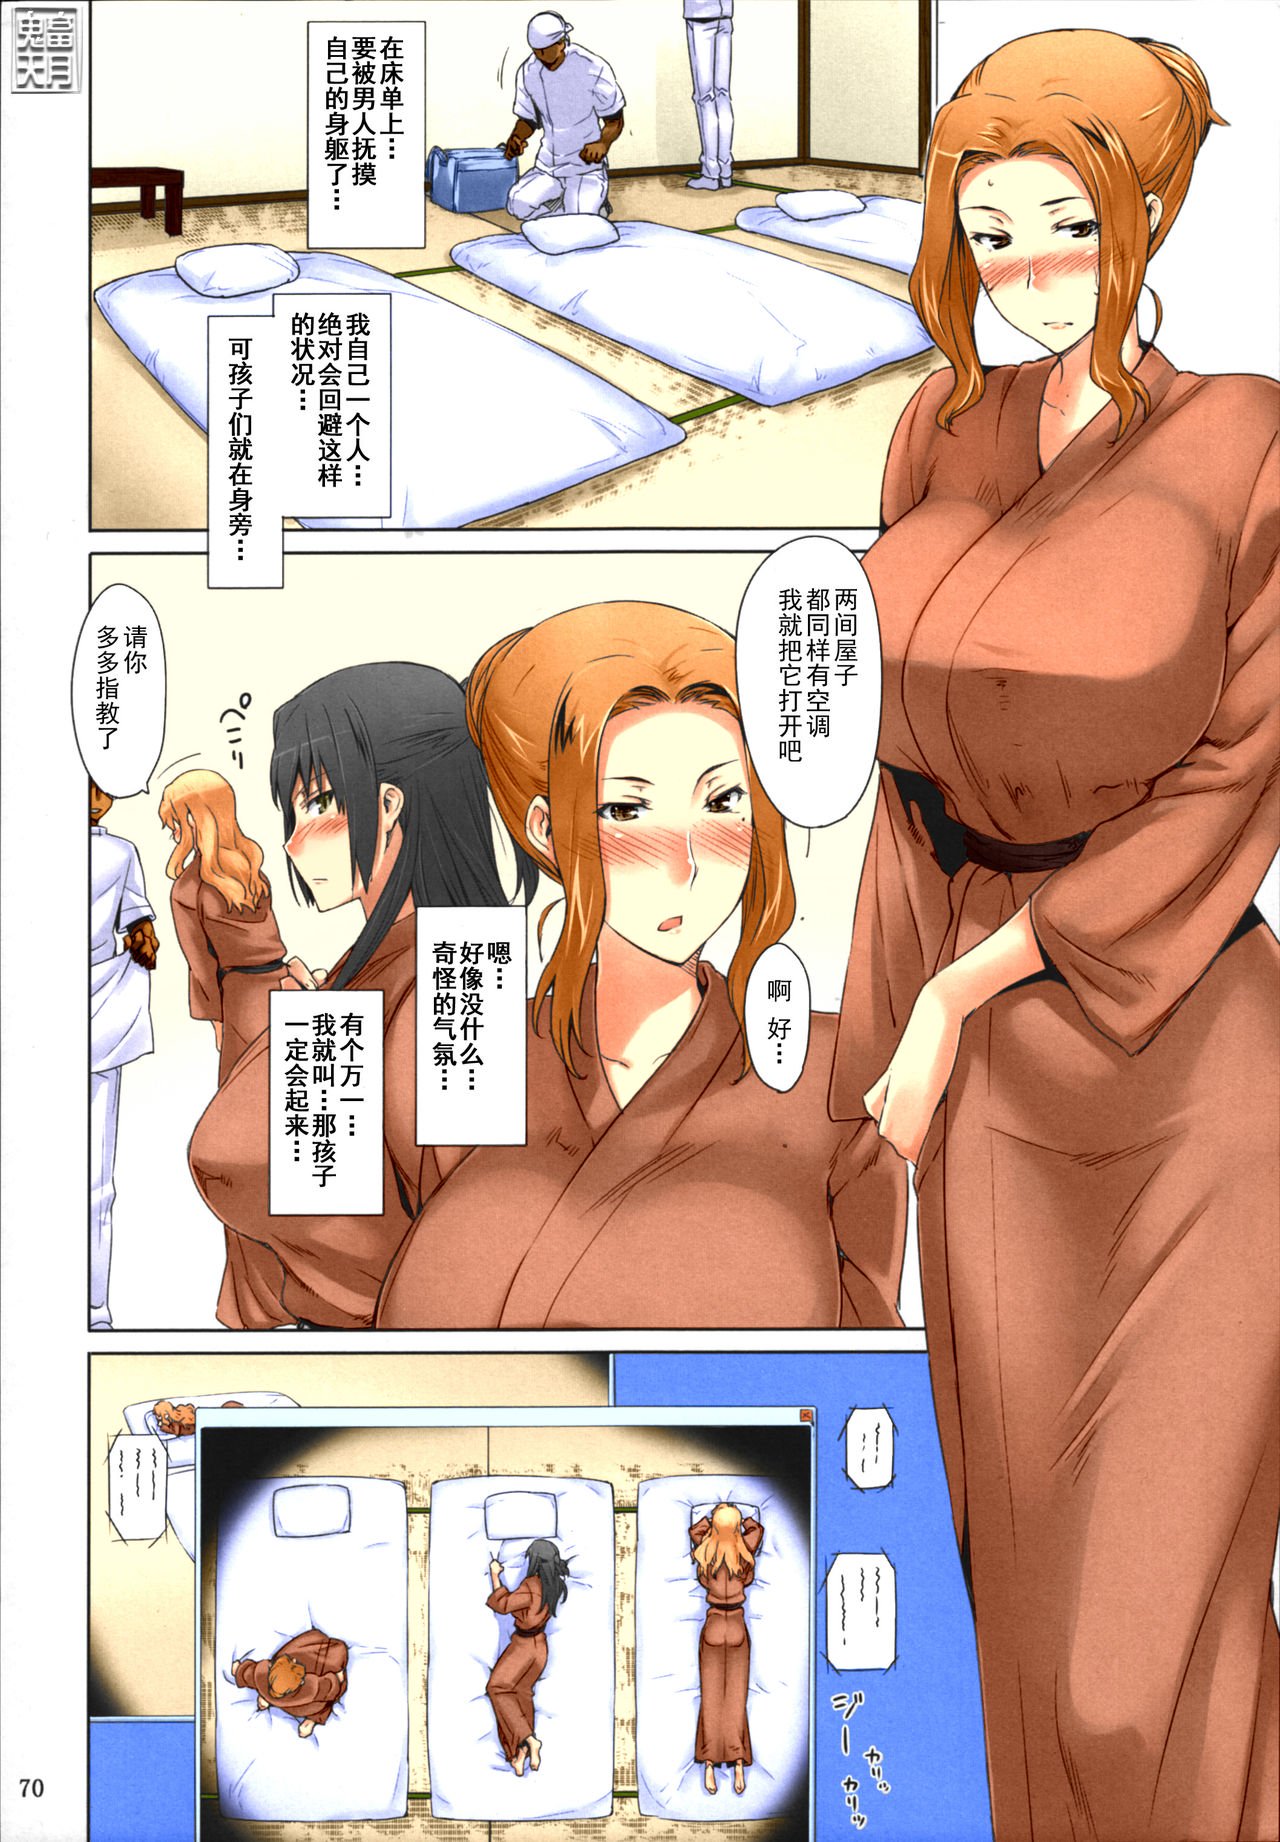 在床单上…
要被男人抚摸
自己的身躯了…
我自己一个人…
绝对会回避这样
的状况…
可孩子们就在身旁…
两间屋子
都同样有空调
我就把它打开吧
啊 好…
嗯…
好像没什么…
奇怪的气氛…
有个万一…
我就叫…那孩子
一定会起来…
ぺこり
请你
多多指教了
ジーーー
カリッ
カリッ
70